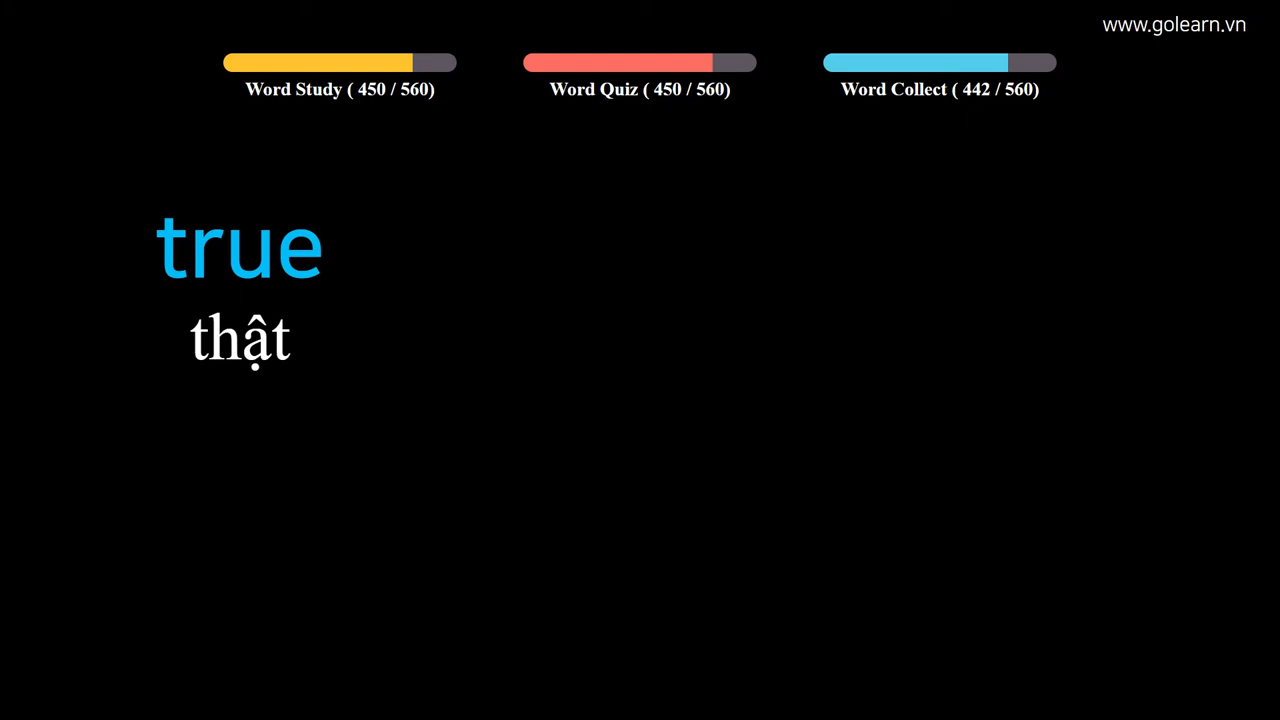 www.golearn.vn
Word Study ( 450 / 560)
Word Quiz ( 450 / 560)
Word Collect ( 442 / 560)
true
thật